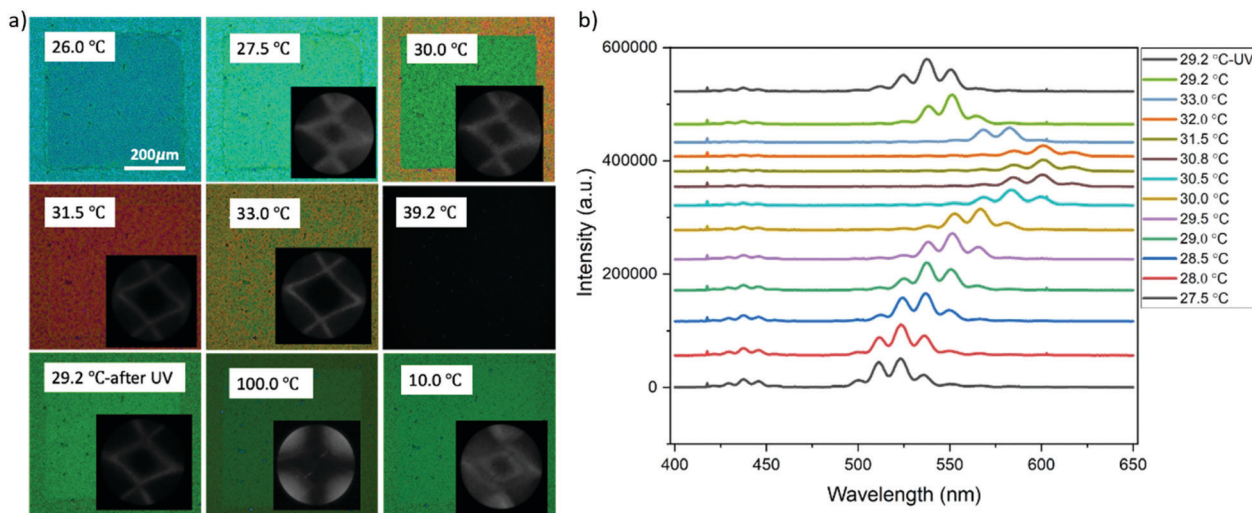 a)
26.0 °C
27.5 °C
30.0 °C
200µm
31.5 °C
33.0 °C
39.2 °C
29.2 °C-after UV
100.0 °C
10.0 °C
b)
600000
400000
200000
0
Intensity (a.u.)
400
450
500
550
600
650
Wavelength (nm)
29.2 °C-UV
29.2 °C
33.0 °C
32.0 °C
31.5 °C
30.8 °C
30.5 °C
30.0 °C
29.5 °C
29.0 °C
28.5 °C
28.0 °C
27.5 °C